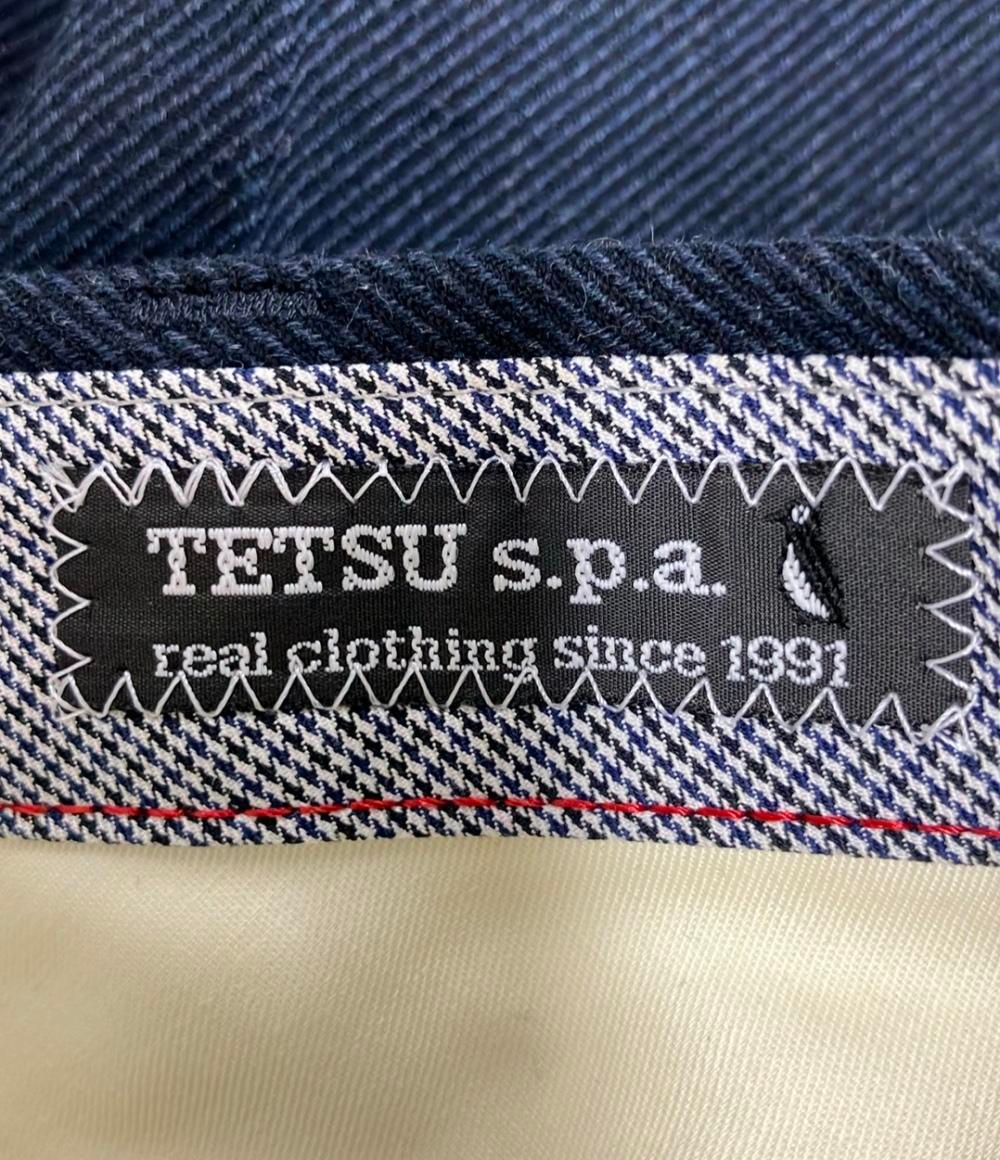 TETSU s.p.a.
real clothing since 1991